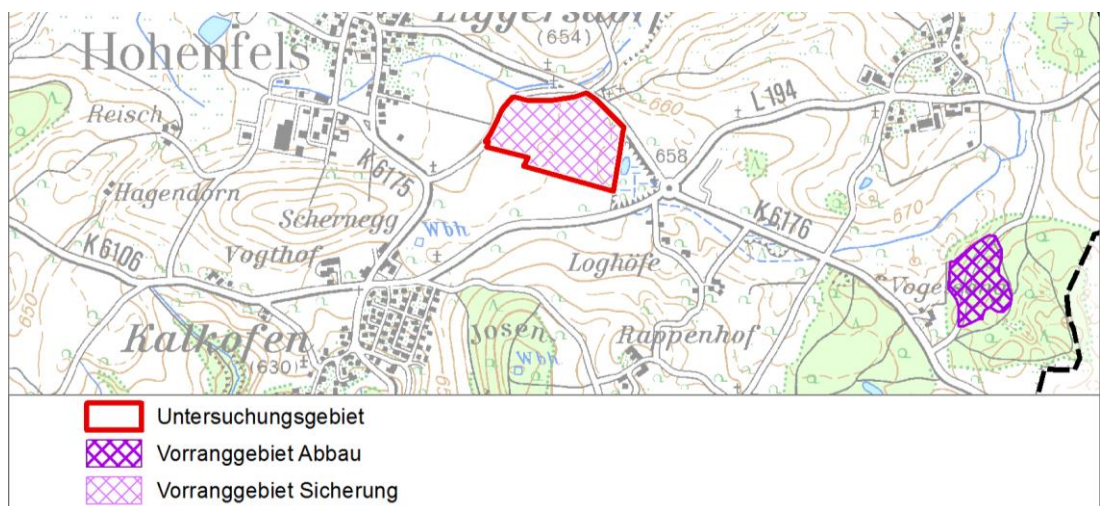 Liggersdorf
(654)
Hohenfels
Reisch
L 194
660
658
K 6175
Hagendorn
Schernegg
Wbh
K 6176
670
K 6106
Vogthof
Loghöfe
650
Josen
Rappenhof
Kalkofen
Wbh
(630)
Untersuchungsgebiet
Vorranggebiet Abbau
Vorranggebiet Sicherung